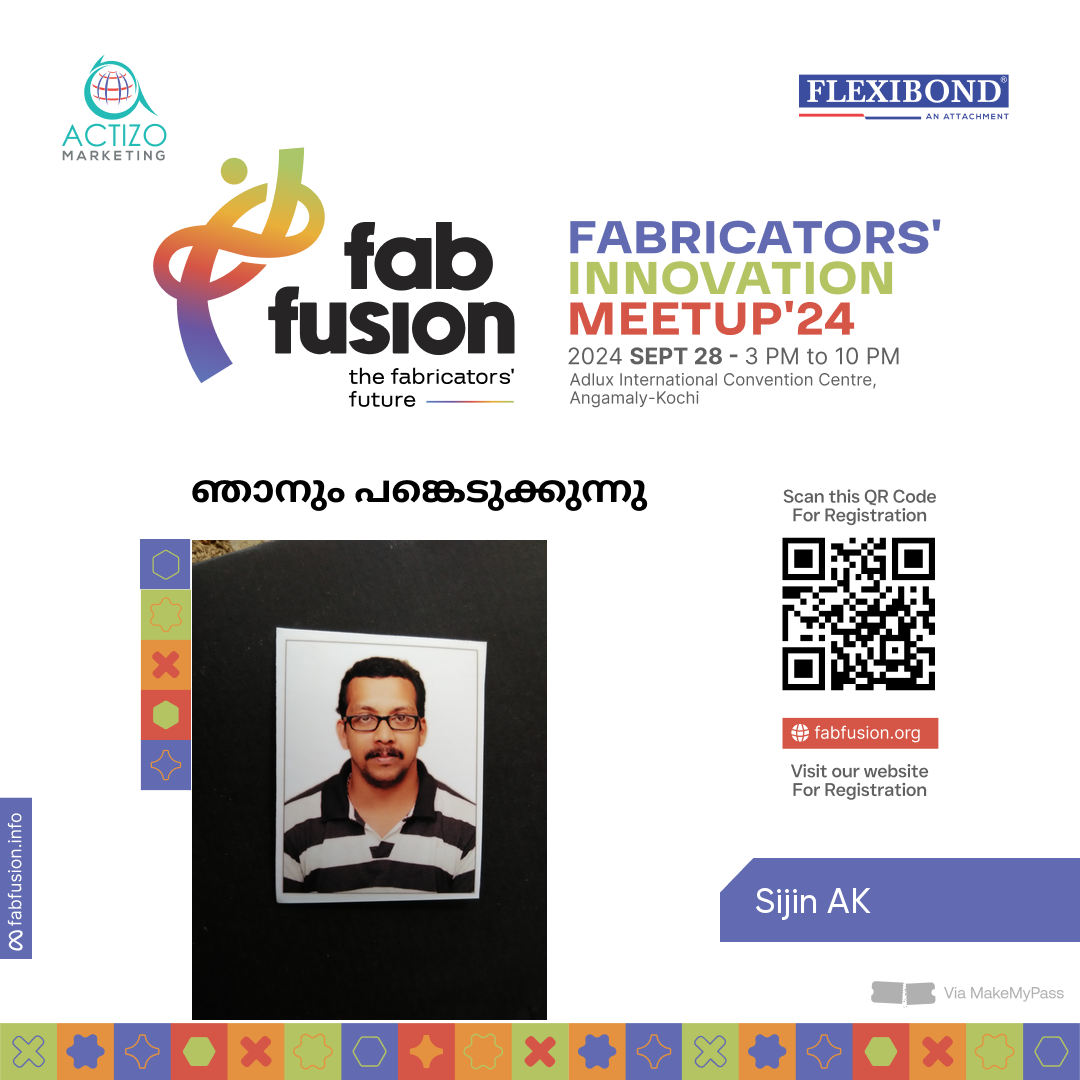 ACTIZO
MARKETING
FLEXIBOND®
AN ATTACHMENT
fab
fusion
the fabricators'
future
FABRICATORS'
INNOVATION
MEETUP'24
2024 SEPT 28 - 3 PM to 10 PM
Adlux International Convention Centre,
Angamaly-Kochi
ഞാനും പങ്കെടുക്കുന്നു
Scan this QR Code
For Registration
fabfusion.org
Visit our website
For Registration
fabfusion.info
Sijin AK
Via MakeMyPass